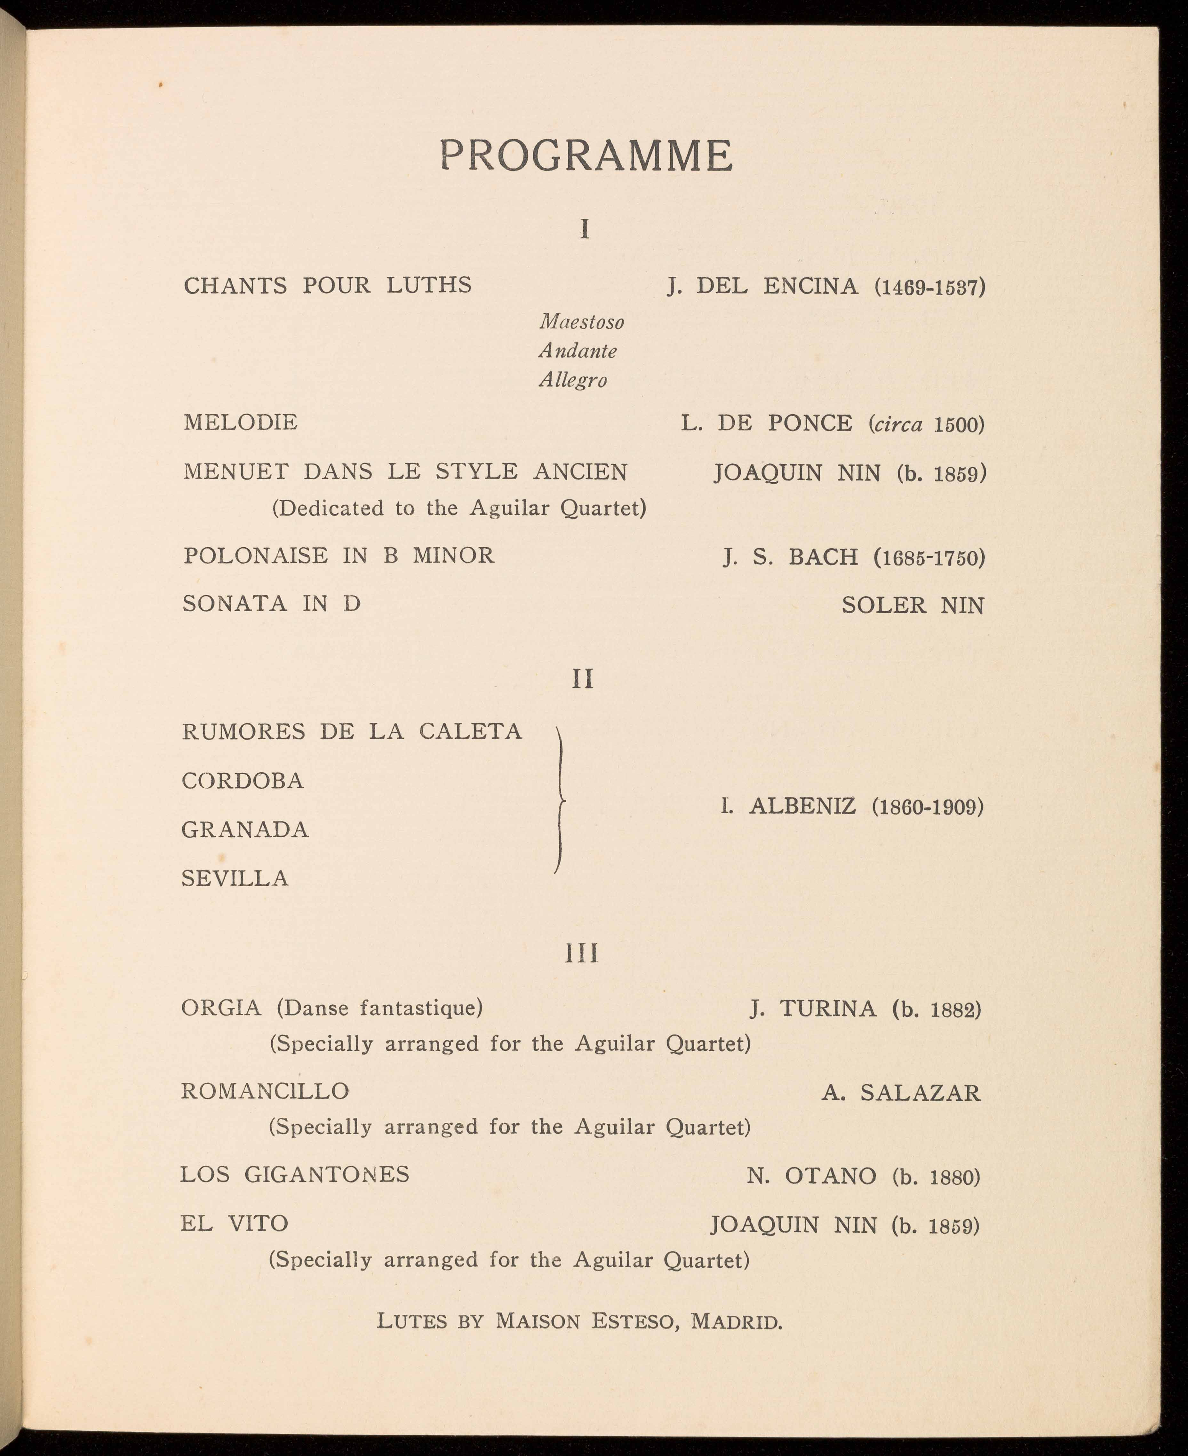 PROGRAMME
I
CHANTS POUR LUTHS J. DEL ENCINA (1469-1537)
Maestoso
Andante
Allegro
MELODIE L. DE PONCE (circa 1500)
MENUET DANS LE STYLE ANCIEN JOAQUIN NIN (b. 1859)
(Dedicated to the Aguilar Quartet)
POLONAISE IN B MINOR J. S. BACH (1685-1750)
SONATA IN D SOLER NIN
II
RUMORES DE LA CALETA
CORDOBA
I. ALBENIZ (1860-1909)
GRANADA
SEVILLA
III
ORGIA (Danse fantastique) J. TURINA (b. 1882)
(Specially arranged for the Aguilar Quartet)
ROMANCILLO A. SALAZAR
(Specially arranged for the Aguilar Quartet)
LOS GIGANTONES N. OTANO (b. 1880)
EL VITO JOAQUIN NIN (b. 1859)
(Specially arranged for the Aguilar Quartet)
LUTES BY MAISON ESTESO, MADRID.